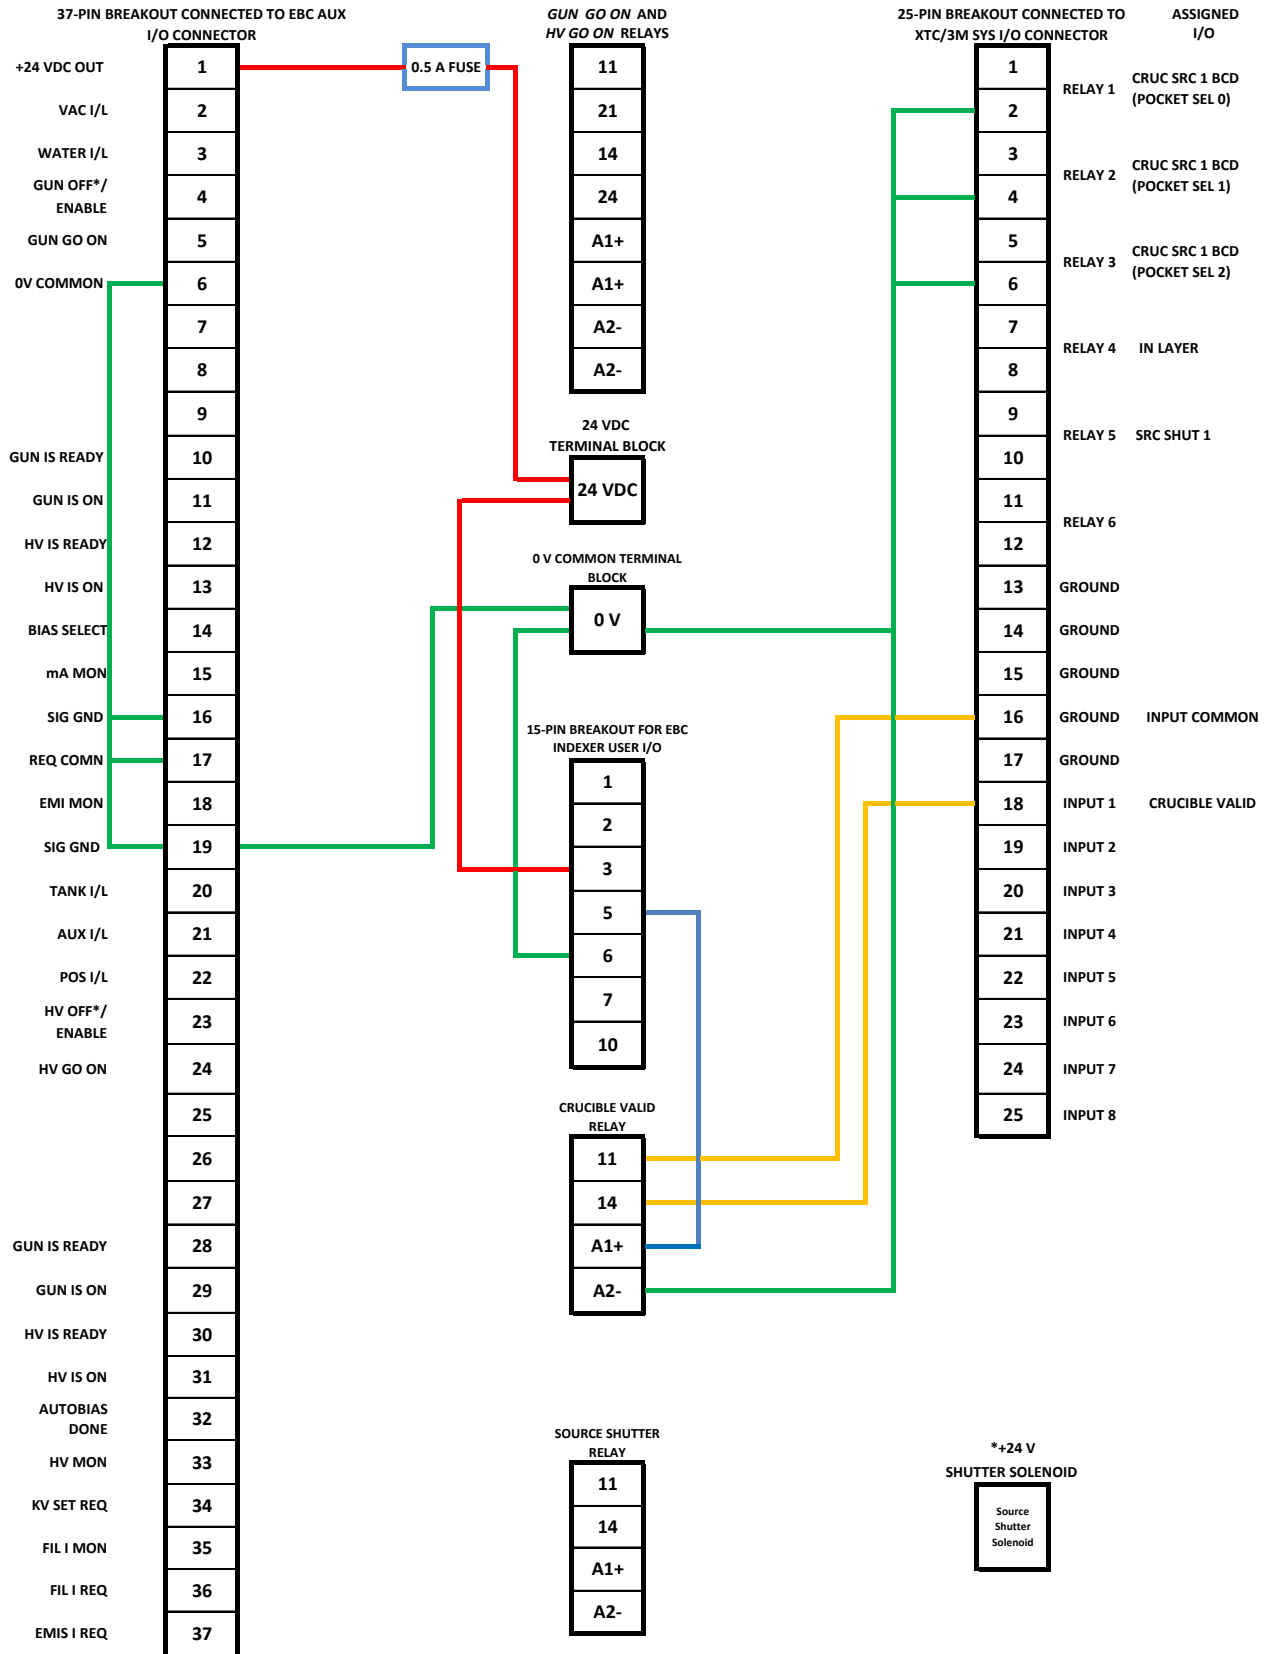 37-PIN BREAKOUT CONNECTED TO EBC AUX
I/O CONNECTOR
+24 VDC OUT 1
VAC I/L 2
WATER I/L 3
GUN OFF*/
ENABLE 4
GUN GO ON 5
0V COMMON 6
7
8
9
GUN IS READY 10
GUN IS ON 11
HV IS READY 12
HV IS ON 13
BIAS SELECT 14
mA MON 15
SIG GND 16
REQ COMN 17
EMI MON 18
SIG GND 19
TANK I/L 20
AUX I/L 21
POS I/L 22
HV OFF*/
ENABLE 23
HV GO ON 24
25
26
27
GUN IS READY 28
GUN IS ON 29
HV IS READY 30
HV IS ON 31
AUTOBIAS
DONE 32
HV MON 33
KV SET REQ 34
FIL I MON 35
FIL I REQ 36
EMIS I REQ 37
0.5 A FUSE
GUN GO ON AND
HV GO ON RELAYS
11
21
14
24
A1+
A1+
A2-
A2-
24 VDC
TERMINAL BLOCK
24 VDC
0 V COMMON TERMINAL
BLOCK
0 V
15-PIN BREAKOUT FOR EBC
INDEXER USER I/O
1
2
3
5
6
7
10
CRUCIBLE VALID
RELAY
11
14
A1+
A2-
SOURCE SHUTTER
RELAY
11
14
A1+
A2-
25-PIN BREAKOUT CONNECTED TO
XTC/3M SYS I/O CONNECTOR
ASSIGNED
I/O
1
RELAY 1 CRUC SRC 1 BCD
(POCKET SEL 0)
2
3
RELAY 2 CRUC SRC 1 BCD
(POCKET SEL 1)
4
5
RELAY 3 CRUC SRC 1 BCD
(POCKET SEL 2)
6
7
RELAY 4 IN LAYER
8
9
RELAY 5 SRC SHUT 1
10
11
RELAY 6
12
13 GROUND
14 GROUND
15 GROUND
16 GROUND INPUT COMMON
17 GROUND
18 INPUT 1 CRUCIBLE VALID
19 INPUT 2
20 INPUT 3
21 INPUT 4
22 INPUT 5
23 INPUT 6
24 INPUT 7
25 INPUT 8
*+24 V
SHUTTER SOLENOID
Source
Shutter
Solenoid